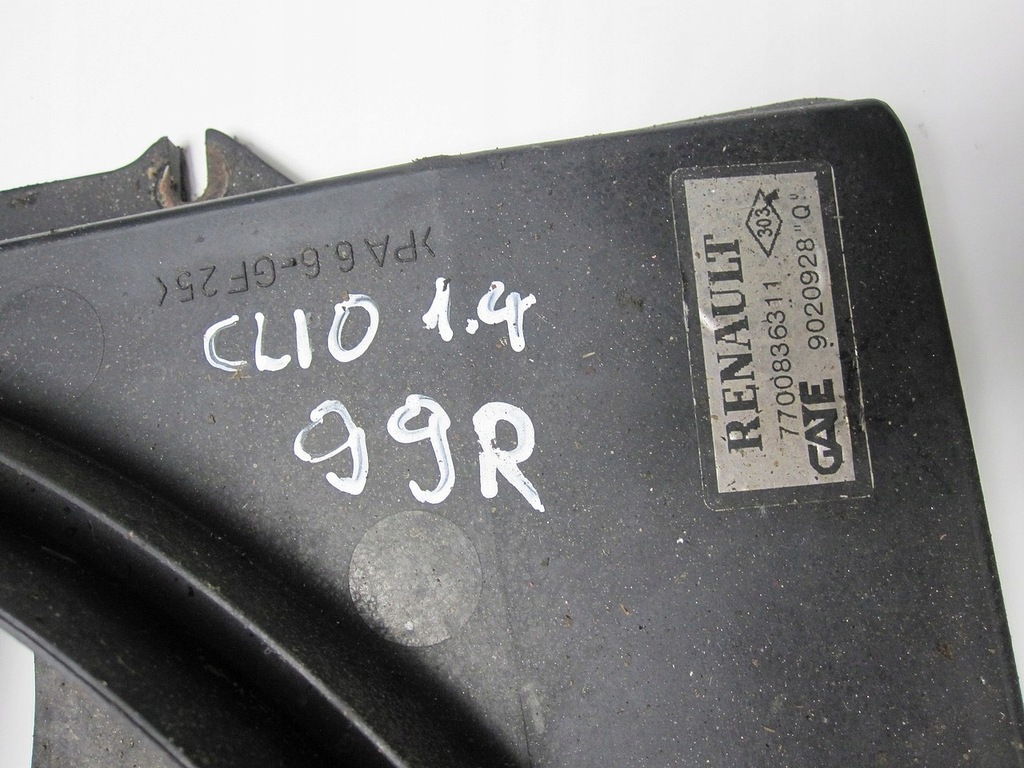 >PA6.6-GF25<
CLIO 1.4
99R
RENAULT
7700836311 303
GATE 9020928"Q"